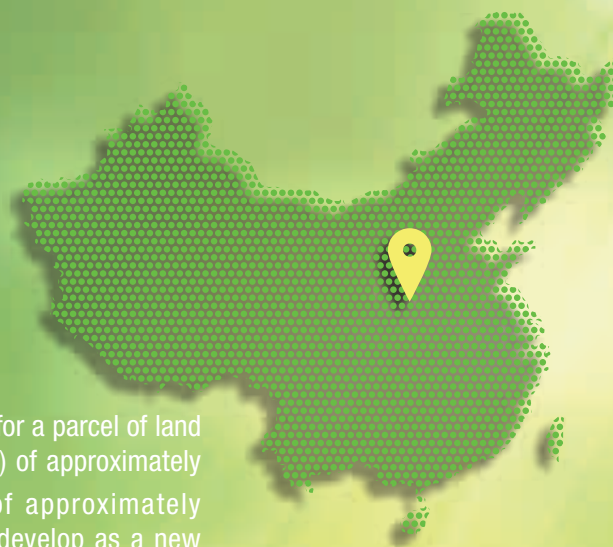 for a parcel of land
) of approximately
of approximately
develop as a new